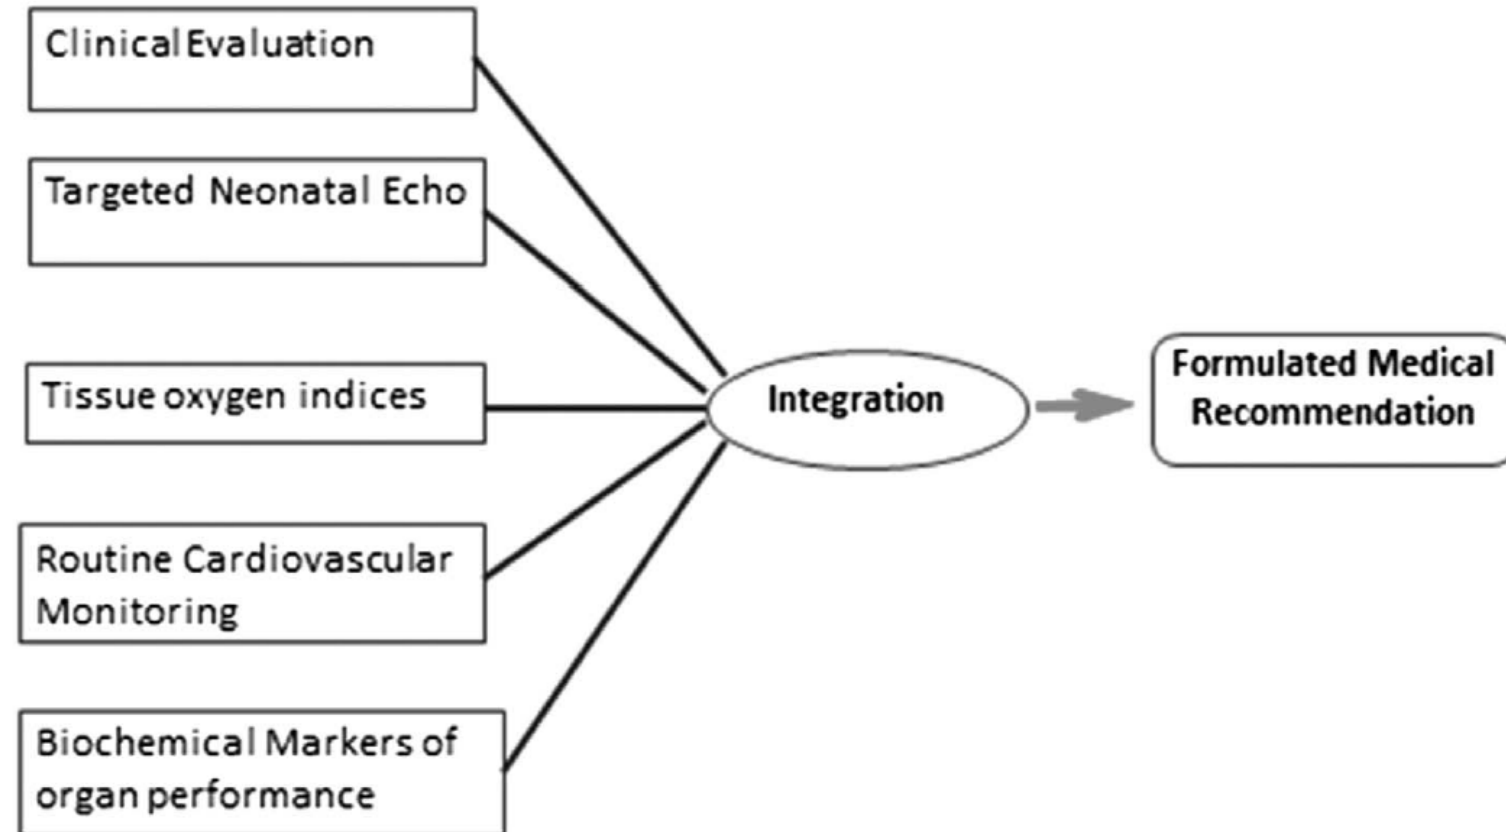 Clinical Evaluation
Targeted Neonatal Echo
Tissue oxygen indices
Routine Cardiovascular
Monitoring
Biochemical Markers of
organ performance
Integration
Formulated Medical
Recommendation